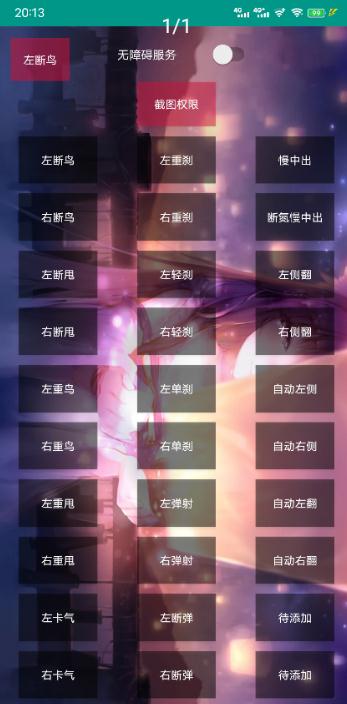 20:13
4G 4G 99
1/1
左断鸟 无障碍服务
截图权限
左断鸟 左重刹 慢中出
右断鸟 右重刹 断氮慢中出
左断甩 左轻刹 左侧翻
右断甩 右轻刹 右侧翻
左重鸟 左单刹 自动左侧
右重鸟 右单刹 自动右侧
左重甩 左弹射 自动左翻
右重甩 右弹射 自动右翻
左卡气 左断弹 待添加
右卡气 右断弹 待添加